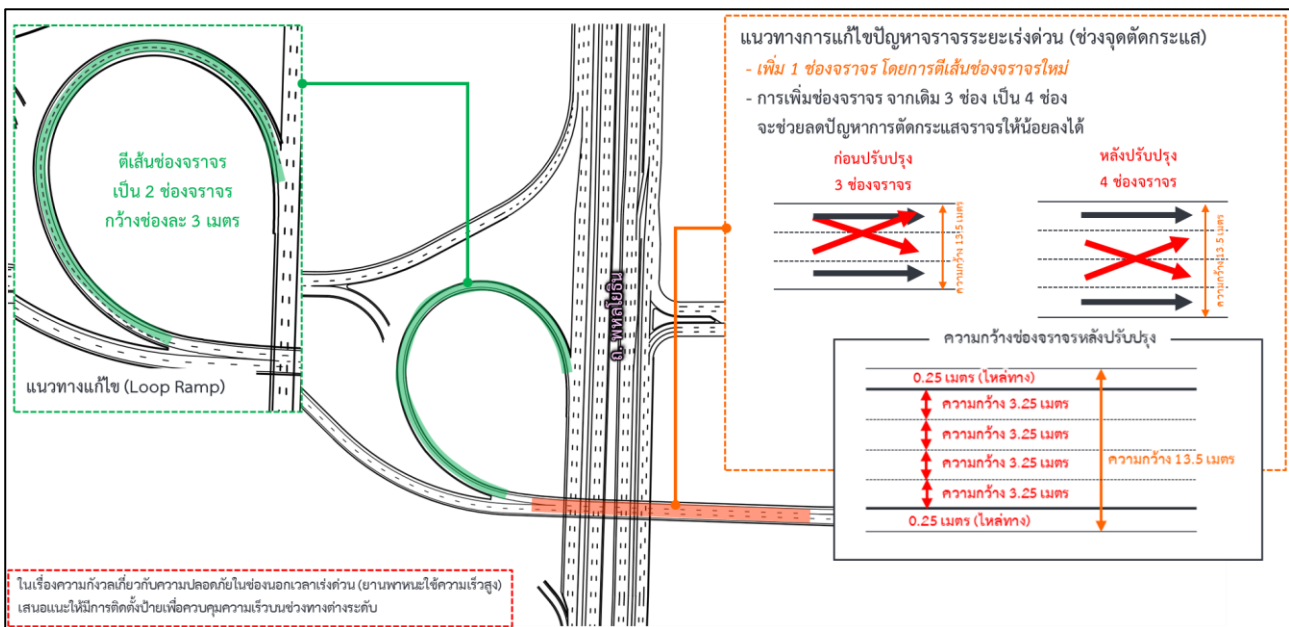 ตีเส้นช่องจราจร
เป็น 2 ช่องจราจร
กว้างช่องละ 3 เมตร
แนวทางแก้ไข (Loop Ramp)
ถ. พหลโยธิน
แนวทางการแก้ไขปัญหาจราจรระยะเร่งด่วน (ช่วงจุดตัดกระแส)
- เพิ่ม 1 ช่องจราจร โดยการตีเส้นช่องจราจรใหม่
- การเพิ่มช่องจราจร จากเดิม 3 ช่อง เป็น 4 ช่อง
จะช่วยลดปัญหาการตัดกระแสจราจรให้น้อยลงได้
ก่อนปรับปรุง
3 ช่องจราจร
ความกว้าง 13.5 เมตร
หลังปรับปรุง
4 ช่องจราจร
ความกว้าง 13.5 เมตร
ความกว้างช่องจราจรหลังปรับปรุง
0.25 เมตร (ไหล่ทาง)
ความกว้าง 3.25 เมตร
ความกว้าง 3.25 เมตร
ความกว้าง 3.25 เมตร
ความกว้าง 3.25 เมตร
0.25 เมตร (ไหล่ทาง)
ความกว้าง 13.5 เมตร
ในเรื่องความกังวลเกี่ยวกับความปลอดภัยในช่องนอกเวลาเร่งด่วน (ยานพาหนะใช้ความเร็วสูง)
เสนอแนะให้มีการติดตั้งป้ายเพื่อควบคุมความเร็วบนช่วงทางต่างระดับ